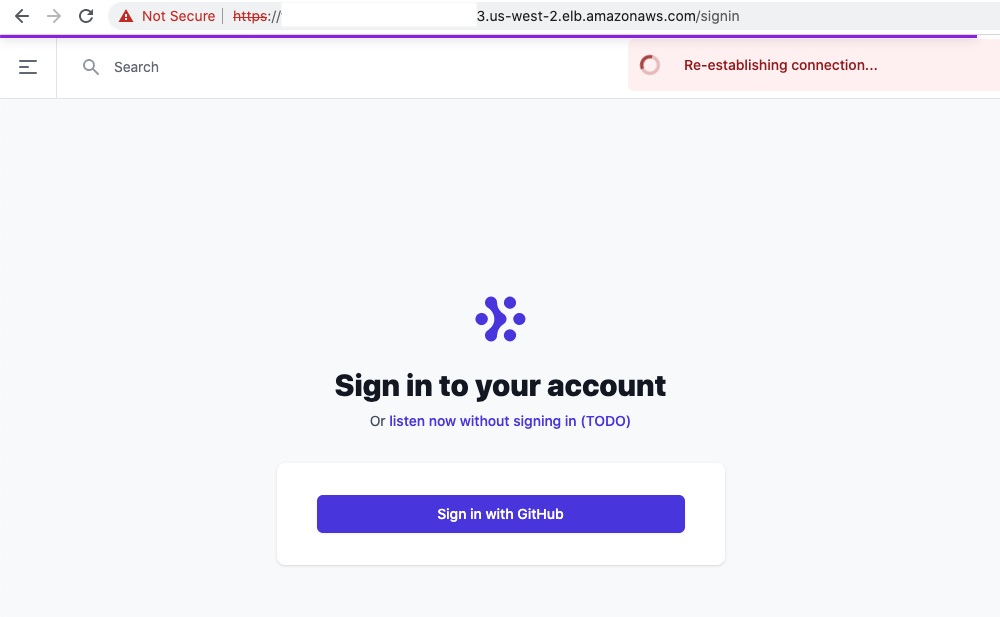 Not Secure | https:// 3.us-west-2.elb.amazonaws.com/signin
Search
Re-establishing connection...
Sign in to your account
Or listen now without signing in (TODO)
Sign in with GitHub